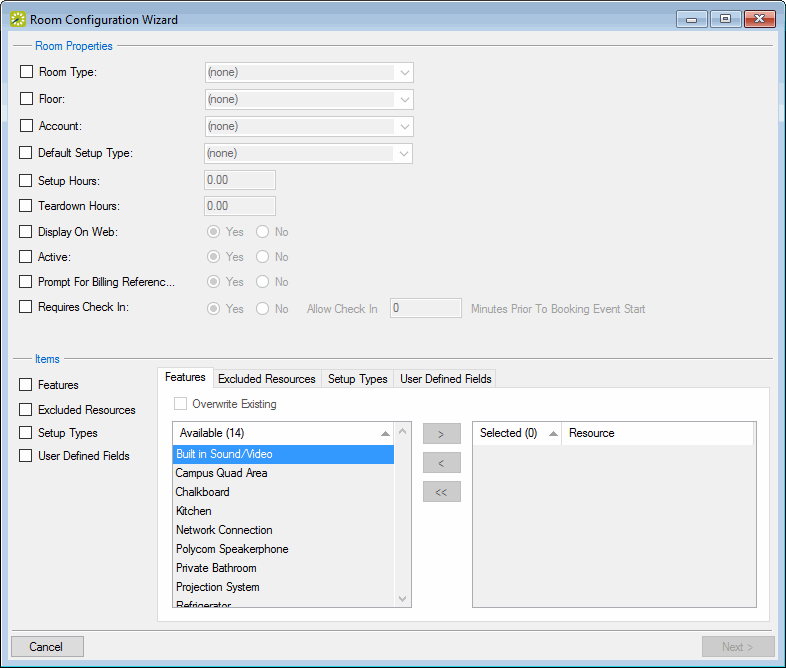 Room Configuration Wizard
Room Properties
Room Type: (none)
Floor: (none)
Account: (none)
Default Setup Type: (none)
Setup Hours: 0.00
Teardown Hours: 0.00
Display On Web: Yes No
Active: Yes No
Prompt For Billing Referenc... Yes No
Requires Check In: Yes No Allow Check In 0 Minutes Prior To Booking Event Start
Items
Features Excluded Resources Setup Types User Defined Fields
Features
Excluded Resources
Setup Types
User Defined Fields
Overwrite Existing
Available (14)
Built in Sound/Video
Campus Quad Area
Chalkboard
Kitchen
Network Connection
Polycom Speakerphone
Private Bathroom
Projection System
Refrigerator
>
<
<<
Selected (0) Resource
Cancel Next >